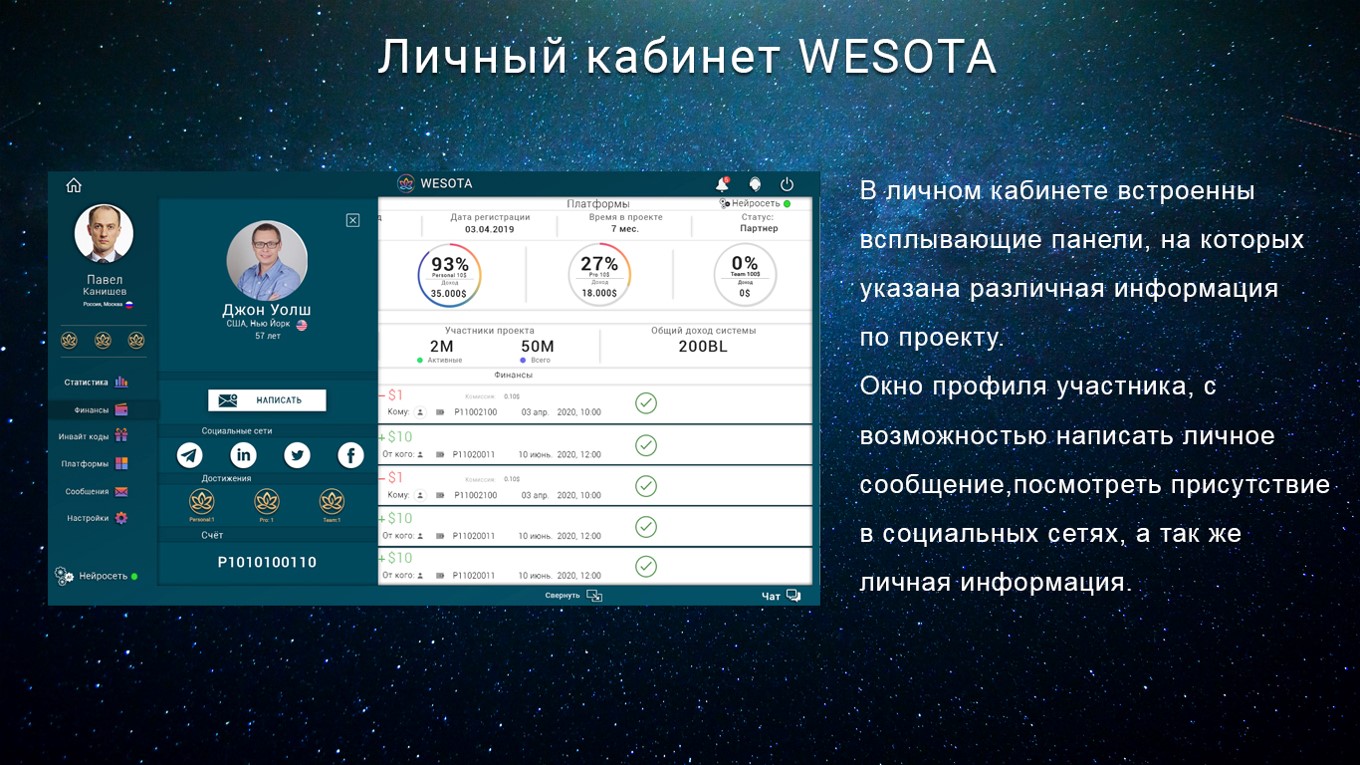 Личный кабинет WESOTA
WESOTA
Павел
Канищев
Россия, Москва
Статистика
Финансы
Инвайт коды
Платформы
Сообщения
Настройки
Нейросеть
Джон Уолш
США, Нью Йорк
57 лет
НАПИСАТЬ
Социальные сети
Достижения
Personal:1 Pro: 1 Team:1
Счёт
P1010100110
Платформы
Нейросеть
Дата регистрации Время в проекте Статус:
03.04.2019 7 мес. Партнер
93% 27% 0%
Personal 10$ Pro 10$ Team 100$
Доход Доход Доход
35.000$ 18.000$ 0$
Участники проекта Общий доход системы
2M 50M 200BL
Активные Всего
Финансы
-$1 Комиссия 0.10$
Кому: P11002100 03 апр. 2020, 10:00
+$10
От кого: P11020011 10 июнь. 2020, 12:00
-$1 Комиссия 0.10$
Кому: P11002100 03 апр. 2020, 10:00
+$10
От кого: P11020011 10 июнь. 2020, 12:00
+$10
От кого: P11020011 10 июнь. 2020, 12:00
Свернуть
Чат
В личном кабинете встроенны
всплывающие панели, на которых
указана различная информация
по проекту.
Окно профиля участника, с
возможностью написать личное
сообщение,посмотреть присутствие
в социальных сетях, а так же
личная информация.